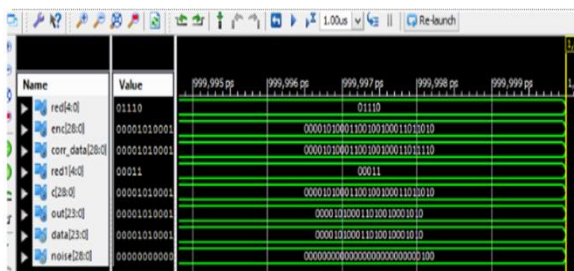 1.00us Re-launch
Name Value 999,995 ps 999,996 ps 999,997 ps 999,998 ps 999,999 ps
red[4:0] 01110 01110
enc[28:0] 00001010001 00001010001100100100011011010
corr_data[28:0] 00001010001 00001010001100100100011011110
red1[4:0] 00011 00011
c[28:0] 00001010001 00001010001100100100011011010
out[23:0] 00001010001 000010100011010010001010
data[23:0] 00001010001 000010100011010010001010
noise[28:0] 00000000000 00000000000000000000000000100